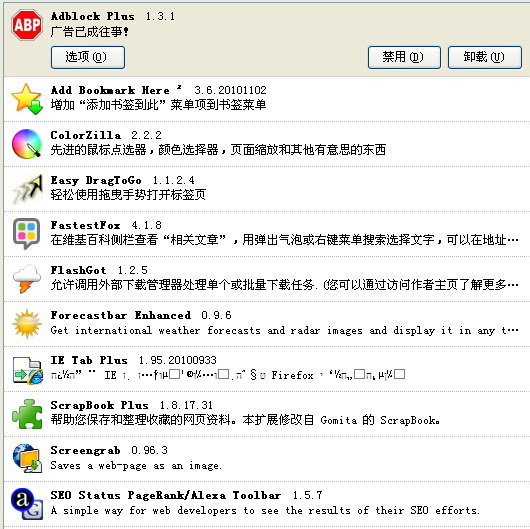 ABP
Adblock Plus 1.3.1
广告已成往事!
选项(O)
禁用(D)
卸载(U)
Add Bookmark Here ² 3.6.20101102
增加“添加书签到此”菜单项到书签菜单
ColorZilla 2.2.2
先进的鼠标点选器，颜色选择器，页面缩放和其他有意思的东西
Easy DragToGo 1.1.2.4
轻松使用拖曳手势打开标签页
FastestFox 4.1.8
在维基百科侧栏查看“相关文章”，用弹出气泡或右键菜单搜索选择文字，可以在地址…
FlashGot 1.2.5
允许调用外部下载管理器处理单个或批量下载任务.(您可以通过访问作者主页了解更多…
Forecastbar Enhanced 0.9.6
Get international weather forecasts and radar images and display it in any t…
IE Tab Plus 1.95.20100933
IE
Firefox
ScrapBook Plus 1.8.17.31
帮助您保存和整理收藏的网页资料。本扩展修改自 Gomita 的 ScrapBook。
Screengrab 0.96.3
Saves a web-page as an image.
SEO Status PageRank/Alexa Toolbar 1.5.7
A simple way for web developers to see the results of their SEO efforts.